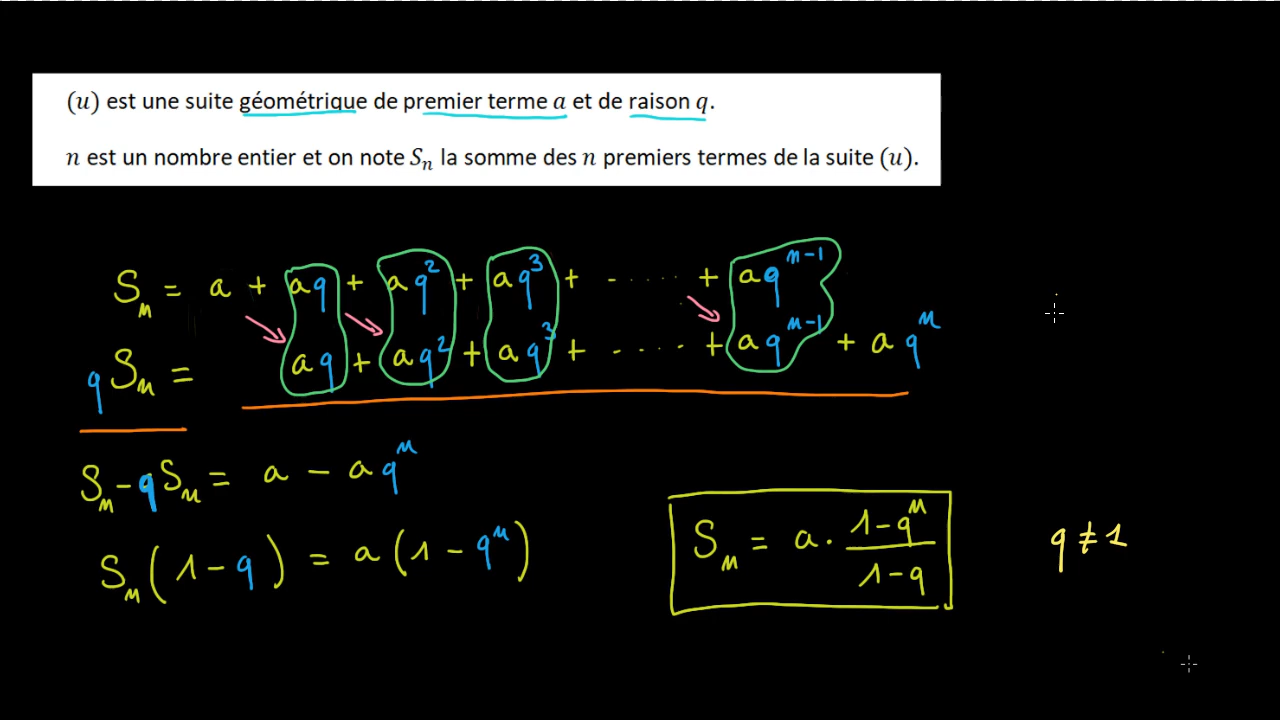 (u) est une suite géométrique de premier terme a et de raison q.
n est un nombre entier et on note Sₙ la somme des n premiers termes de la suite (u).
Sₙ = a + aq + aq² + aq³ + ...... + aqⁿ⁻¹
qSₙ = aq + aq² + aq³ + ...... + aqⁿ⁻¹ + aqⁿ
Sₙ - qSₙ = a - aqⁿ
Sₙ(1 - q) = a(1 - qⁿ)
Sₙ = a · (1 - qⁿ)/(1 - q)
q ≠ 1